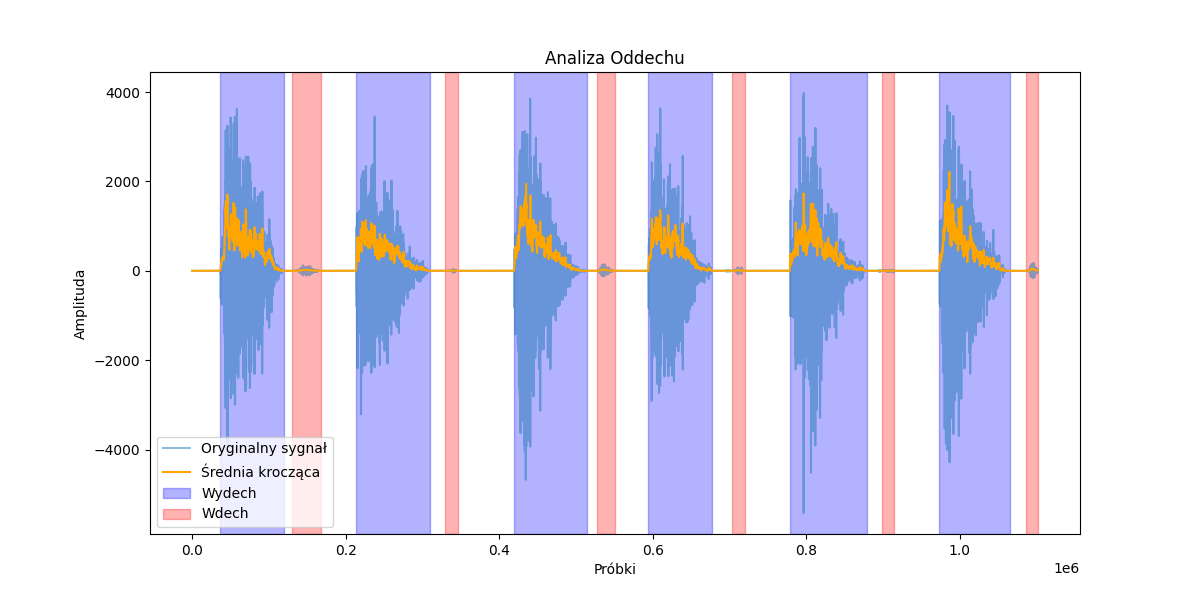 Analiza Oddechu
Amplituda
4000
2000
0
−2000
−4000
Oryginalny sygnał
Średnia krocząca
Wydech
Wdech
0.0 0.2 0.4 0.6 0.8 1.0
Próbki
1e6